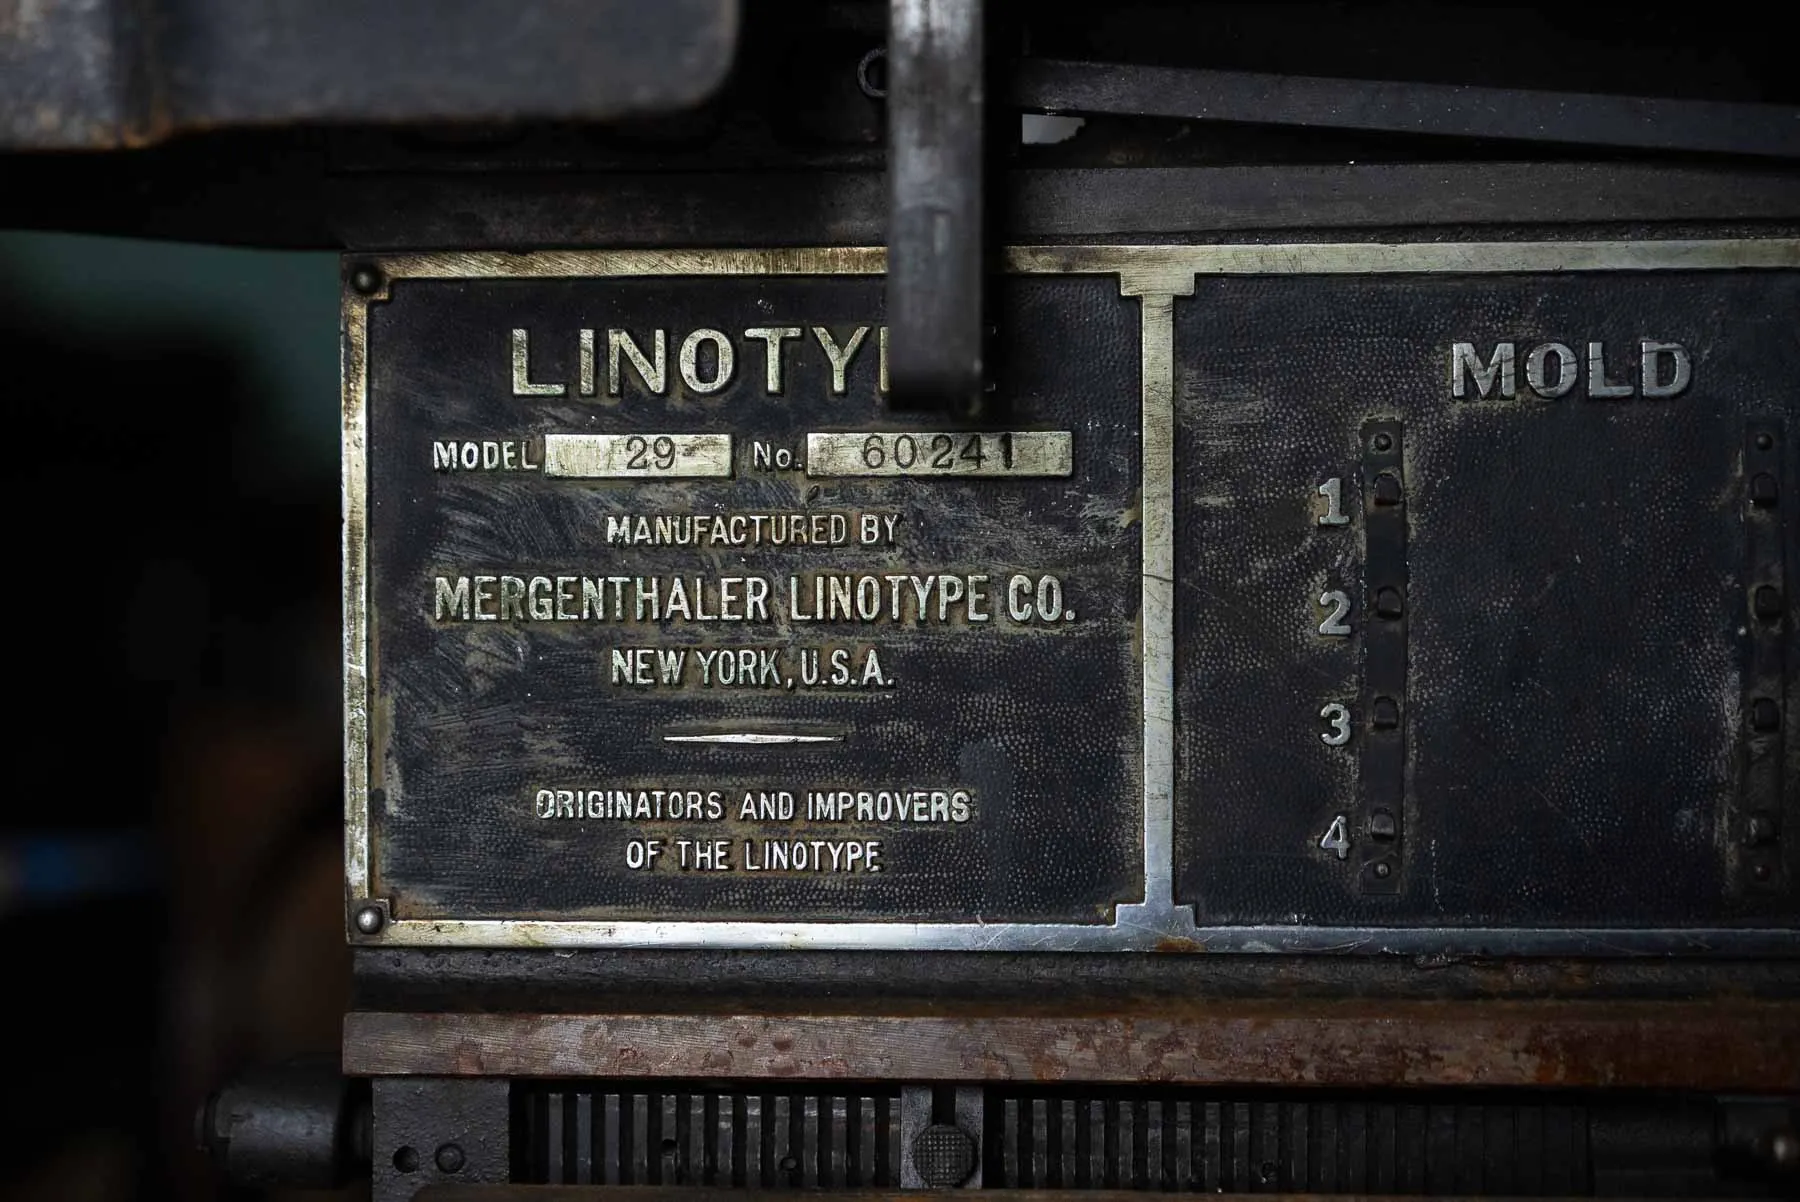 LINOTYPE
MODEL 29 No. 60241
MANUFACTURED BY
MERGENTHALER LINOTYPE CO.
NEW YORK, U.S.A.
ORIGINATORS AND IMPROVERS
OF THE LINOTYPE
MOLD
1
2
3
4